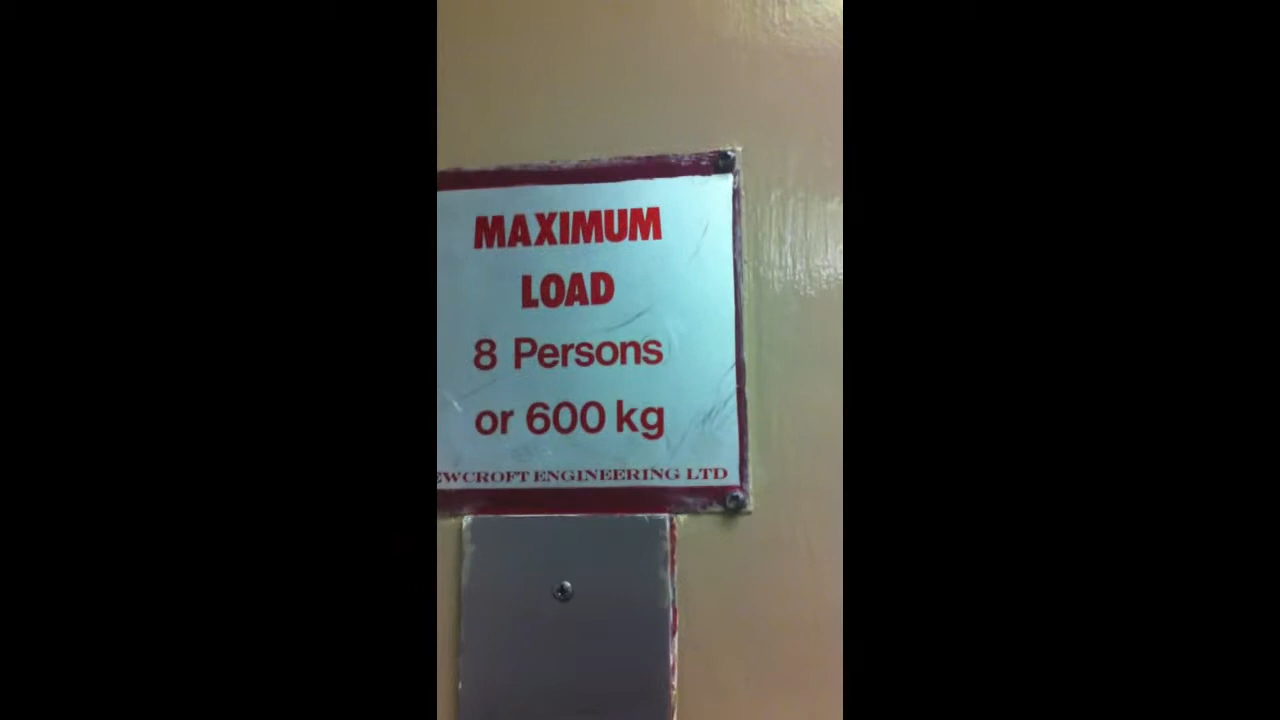 MAXIMUM
LOAD
8 Persons
or 600 kg
EWCROFT ENGINEERING LTD